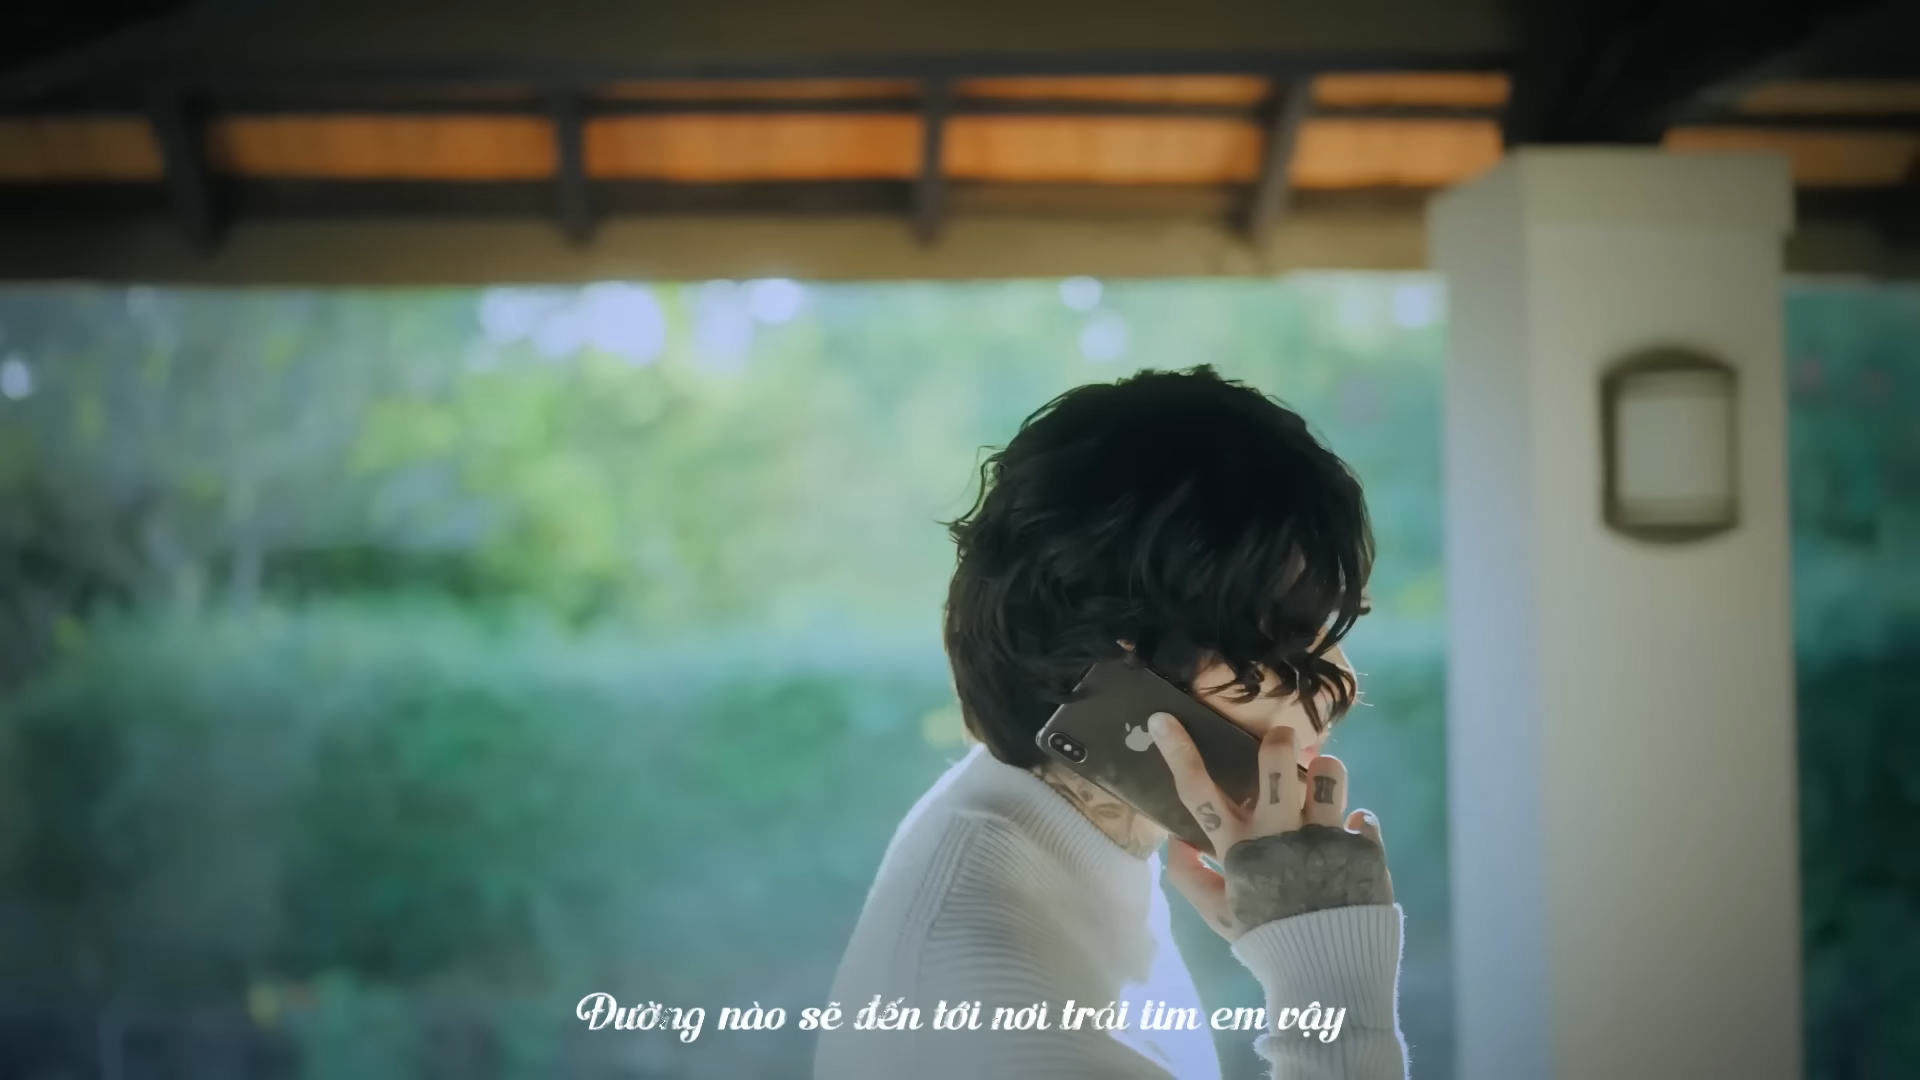 Đường nào sẽ đến tới nơi trái tim em vậy